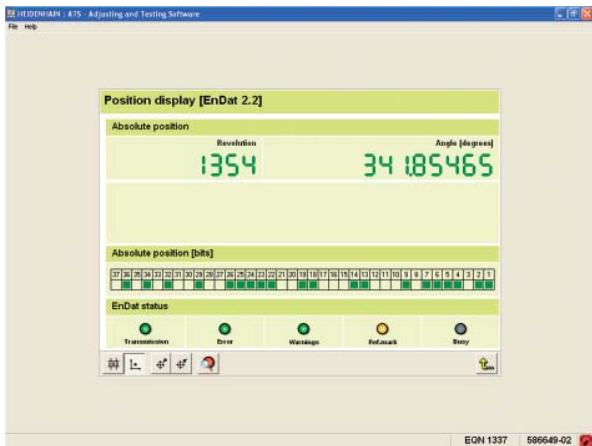 HEIDENHAIN : ATS - Adjusting and Testing Software
File Help
Position display [EnDat 2.2]
Absolute position
Revolution Angle [degrees]
1354 341.85465
Absolute position [bits]
37 36 35 34 33 32 31 30 29 28 27 26 25 24 23 22 21 20 19 18 17 16 15 14 13 12 11 10 9 8 7 6 5 4 3 2 1
EnDat status
Transmission Error Warnings Ref.mark Busy
EQN 1337 586649-02